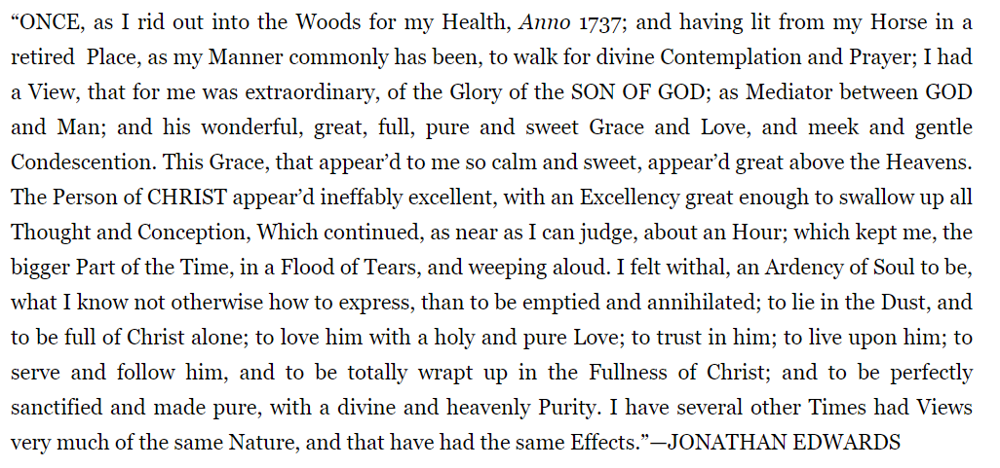 “ONCE, as I rid out into the Woods for my Health, Anno 1737; and having lit from my Horse in a
retired Place, as my Manner commonly has been, to walk for divine Contemplation and Prayer; I had
a View, that for me was extraordinary, of the Glory of the SON OF GOD; as Mediator between GOD
and Man; and his wonderful, great, full, pure and sweet Grace and Love, and meek and gentle
Condescention. This Grace, that appear’d to me so calm and sweet, appear’d great above the Heavens.
The Person of CHRIST appear’d ineffably excellent, with an Excellency great enough to swallow up all
Thought and Conception, Which continued, as near as I can judge, about an Hour; which kept me, the
bigger Part of the Time, in a Flood of Tears, and weeping aloud. I felt withal, an Ardency of Soul to be,
what I know not otherwise how to express, than to be emptied and annihilated; to lie in the Dust, and
to be full of Christ alone; to love him with a holy and pure Love; to trust in him; to live upon him; to
serve and follow him, and to be totally wrapt up in the Fullness of Christ; and to be perfectly
sanctified and made pure, with a divine and heavenly Purity. I have several other Times had Views
very much of the same Nature, and that have had the same Effects.”—JONATHAN EDWARDS